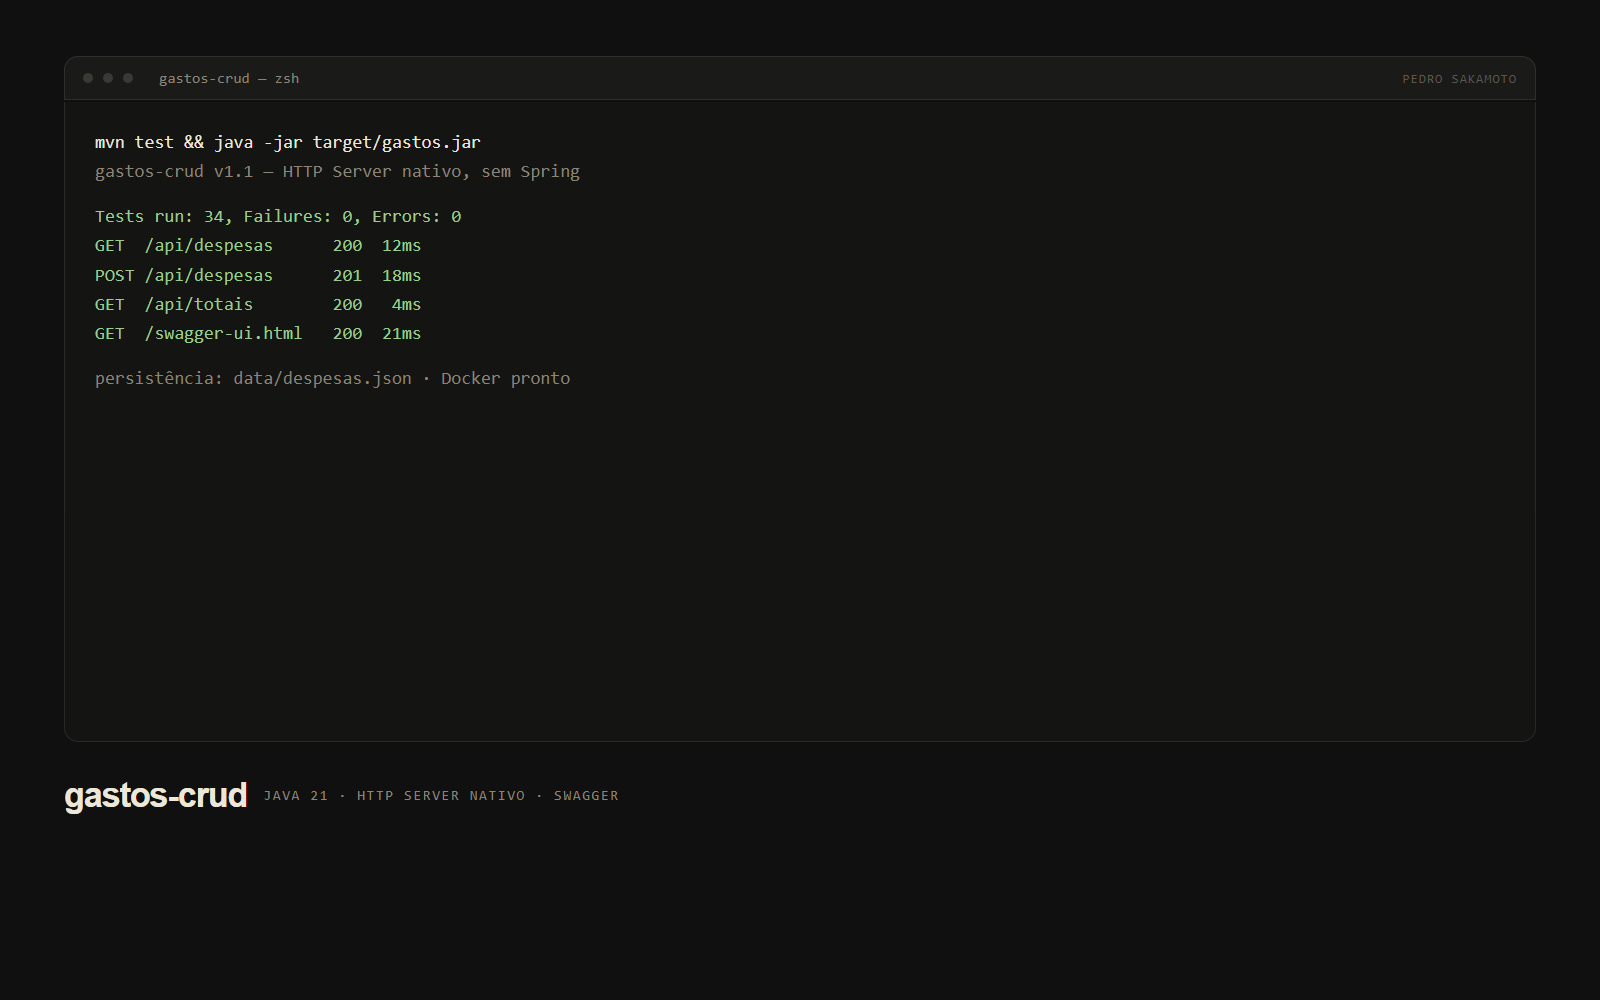 gastos-crud — zsh
PEDRO SAKAMOTO
mvn test && java -jar target/gastos.jar
gastos-crud v1.1 — HTTP Server nativo, sem Spring
Tests run: 34, Failures: 0, Errors: 0
GET  /api/despesas      200  12ms
POST /api/despesas      201  18ms
GET  /api/totais        200   4ms
GET  /swagger-ui.html   200  21ms
persistência: data/despesas.json · Docker pronto
gastos-crud JAVA 21 · HTTP SERVER NATIVO · SWAGGER